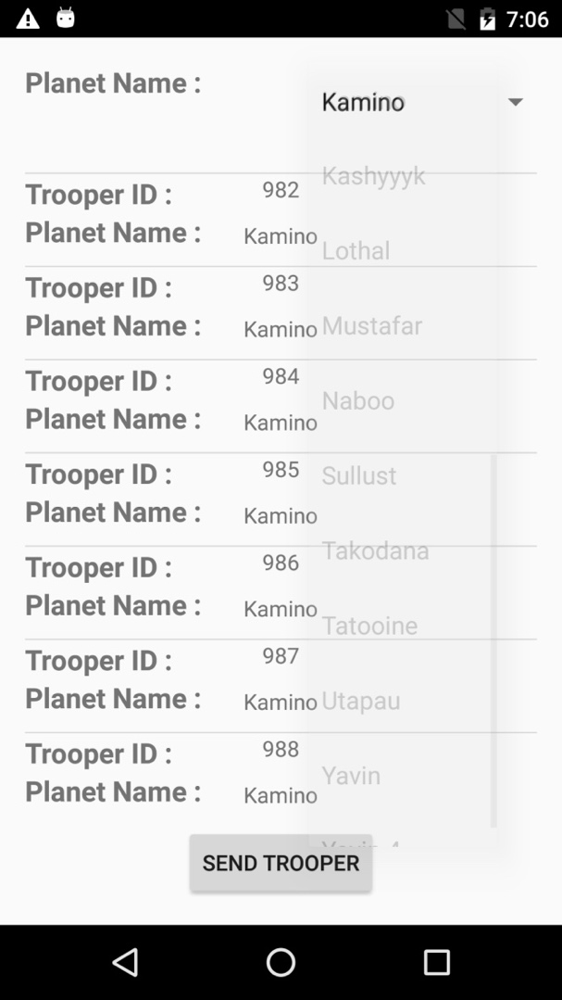 7:06
Planet Name :
Kamino
Kashyyyk
Trooper ID : 982
Planet Name : Kamino
Lothal
Trooper ID : 983
Planet Name : Kamino
Mustafar
Trooper ID : 984
Planet Name : Kamino
Naboo
Trooper ID : 985
Sullust
Planet Name : Kamino
Takodana
Trooper ID : 986
Planet Name : Kamino
Tatooine
Trooper ID : 987
Planet Name : Kamino
Utapau
Trooper ID : 988
Yavin
Planet Name : Kamino
Yavin 4
SEND TROOPER